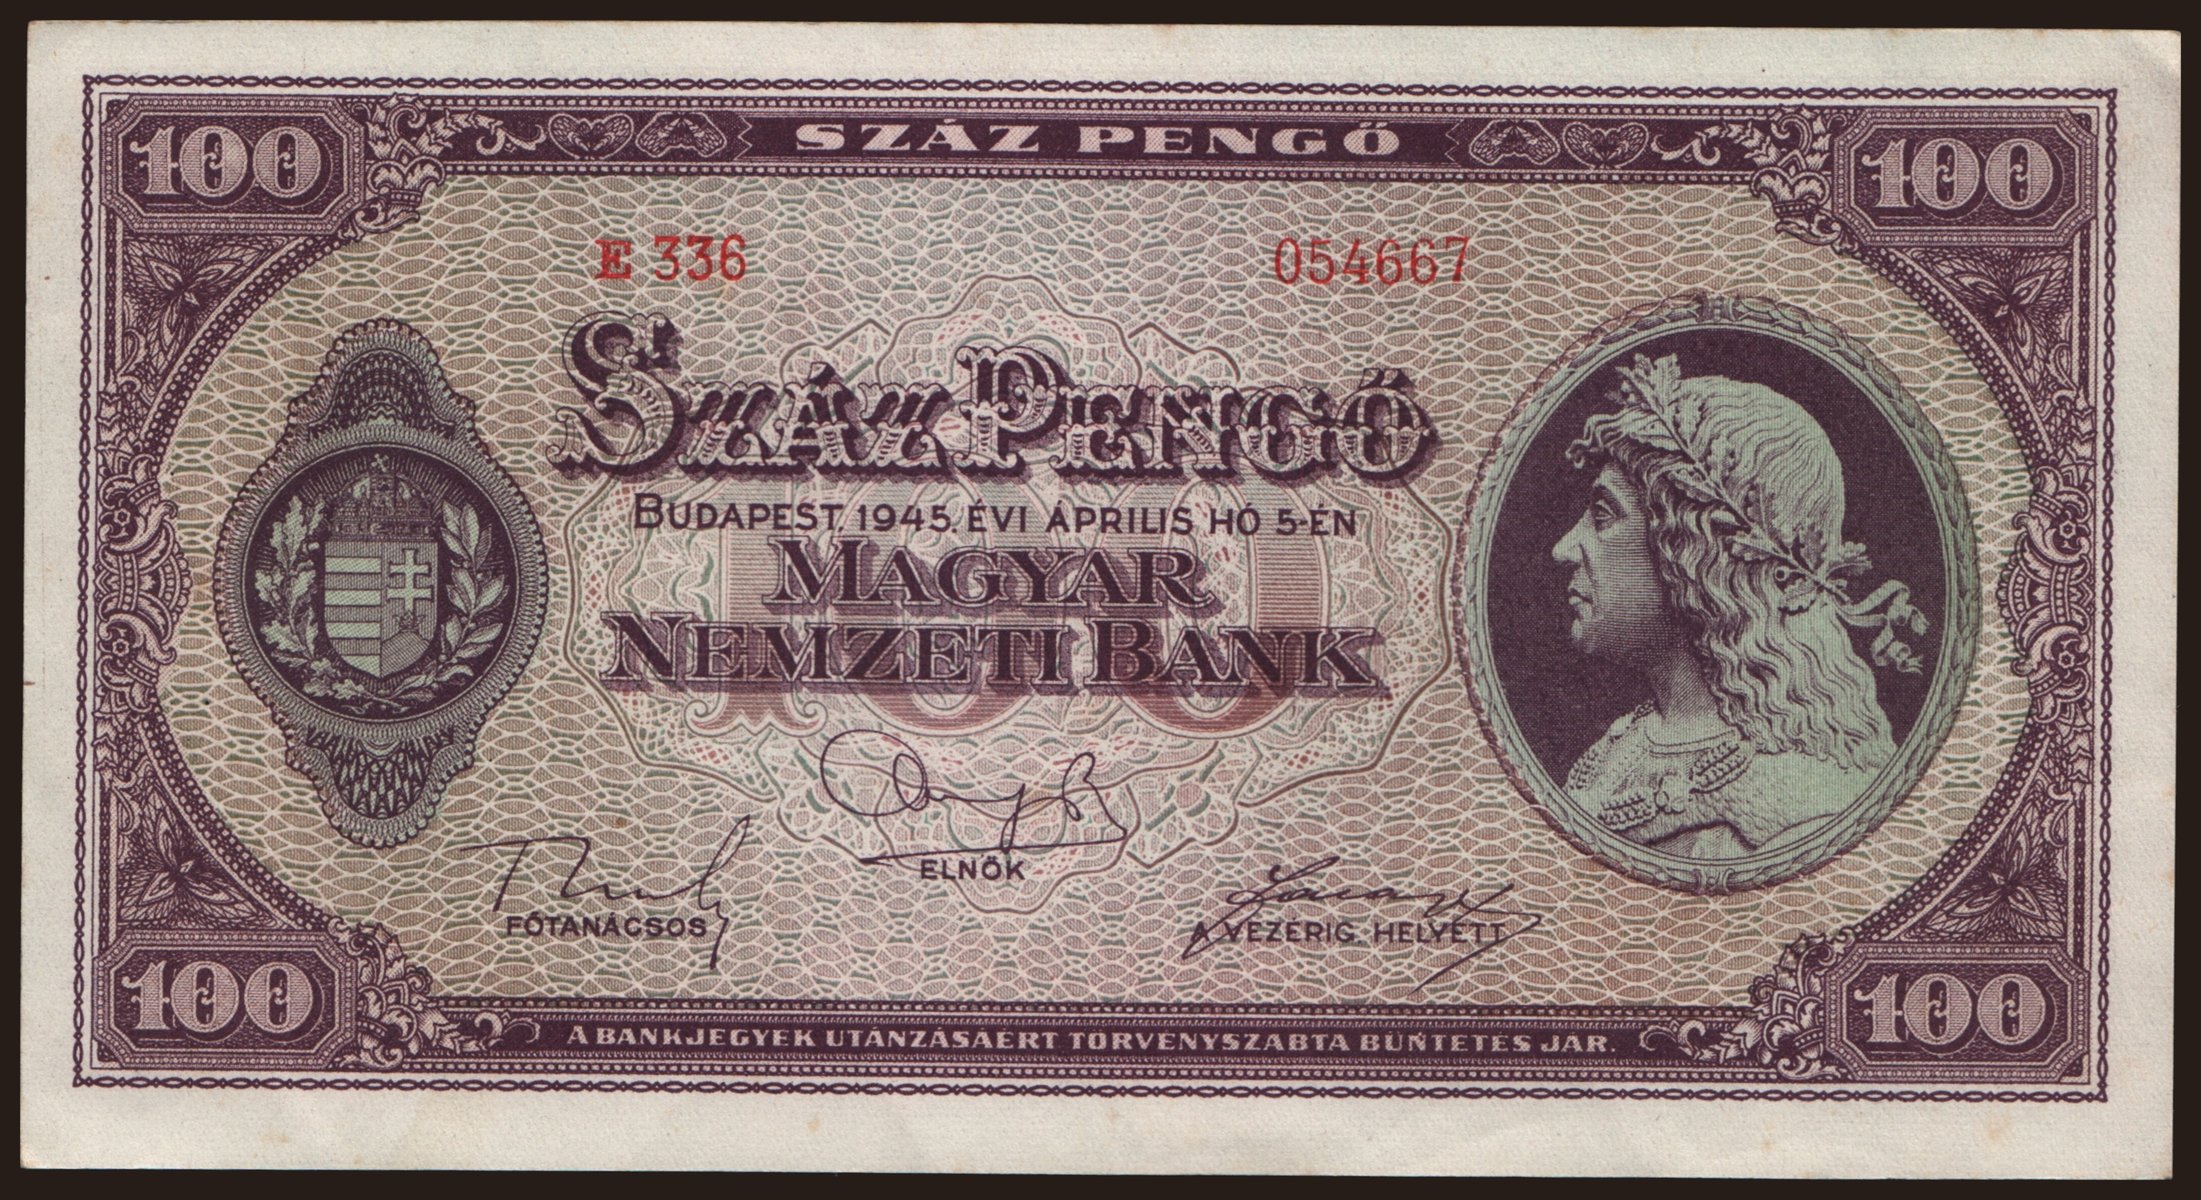 100 SZÁZ PENGŐ 100
E 336 054667
SZÁZ PENGŐ
BUDAPEST, 1945. ÉVI ÁPRILIS HÓ 5-ÉN
MAGYAR
NEMZETI BANK
100
ELNÖK
FŐTANÁCSOS A VEZÉRIG. HELYETT
100 A BANKJEGYEK UTÁNZÁSÁÉRT TÖRVÉNYSZABTA BÜNTETÉS JÁR. 100